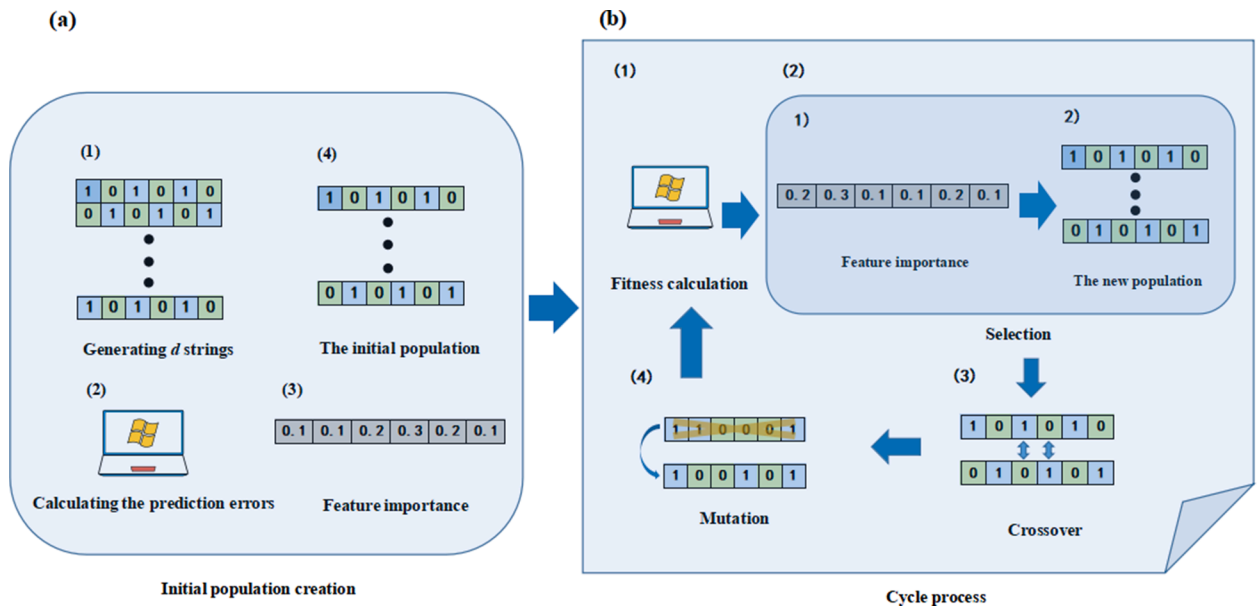 (a)
(1)
1 0 1 0 1 0
0 1 0 1 0 1
1 0 1 0 1 0
Generating d strings
(4)
1 0 1 0 1 0
0 1 0 1 0 1
The initial population
(2)
Calculating the prediction errors
(3)
0.1 0.1 0.2 0.3 0.2 0.1
Feature importance
Initial population creation
(b)
(1)
Fitness calculation
(2)
1)
0.2 0.3 0.1 0.1 0.2 0.1
Feature importance
2)
1 0 1 0 1 0
0 1 0 1 0 1
The new population
Selection
(3)
1 0 1 0 1 0
0 1 0 1 0 1
Crossover
(4)
1 1 0 0 0 1
1 0 0 1 0 1
Mutation
Cycle process